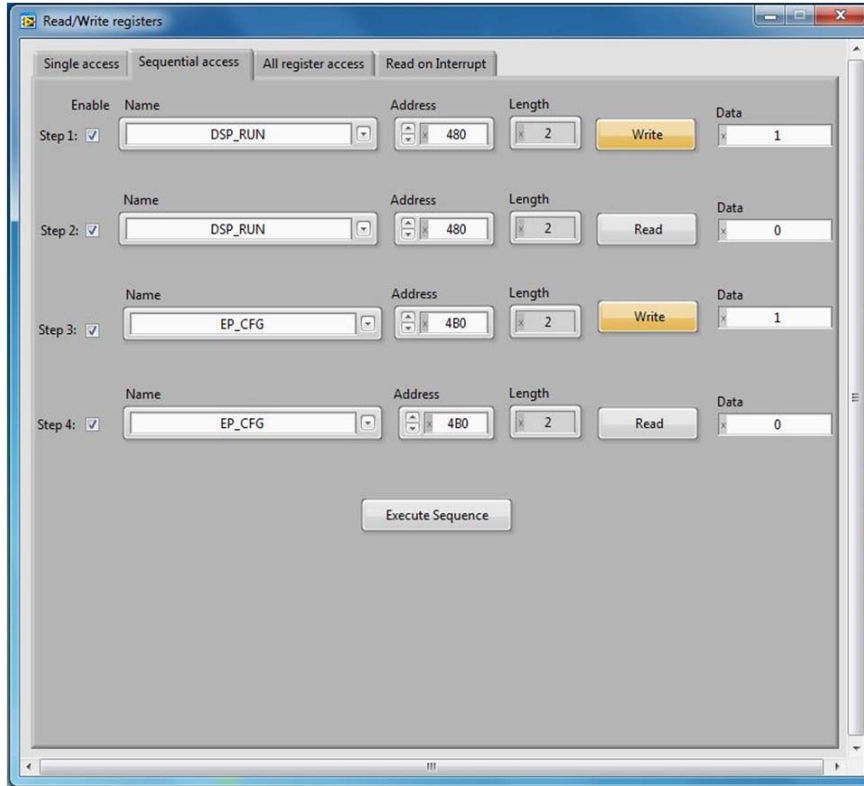 Read/Write registers
Single access Sequential access All register access Read on Interrupt
Enable Name Address Length Data
Step 1: DSP_RUN x 480 x 2 Write x 1
Name Address Length Data
Step 2: DSP_RUN x 480 x 2 Read x 0
Name Address Length Data
Step 3: EP_CFG x 4B0 x 2 Write x 1
Name Address Length Data
Step 4: EP_CFG x 4B0 x 2 Read x 0
Execute Sequence